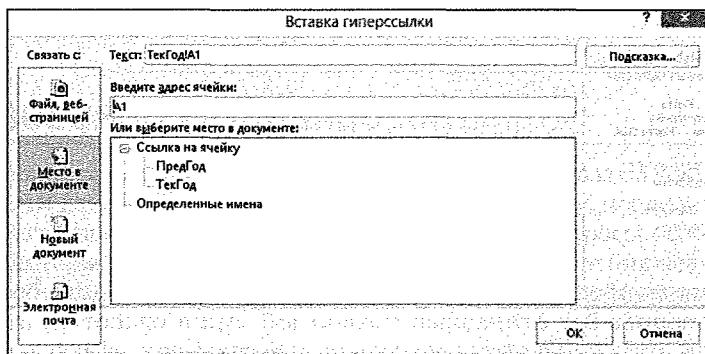 Вставка гиперссылки
?
Связать с:
Текст: ТекГод!A1
Подсказка...
Файл, веб-
страницей
Место в
документе
Новый
документ
Электронная
почта
Введите адрес ячейки:
A1
Или выберите место в документе:
Ссылка на ячейку
ПредГод
ТекГод
Определенные имена
ОК
Отмена